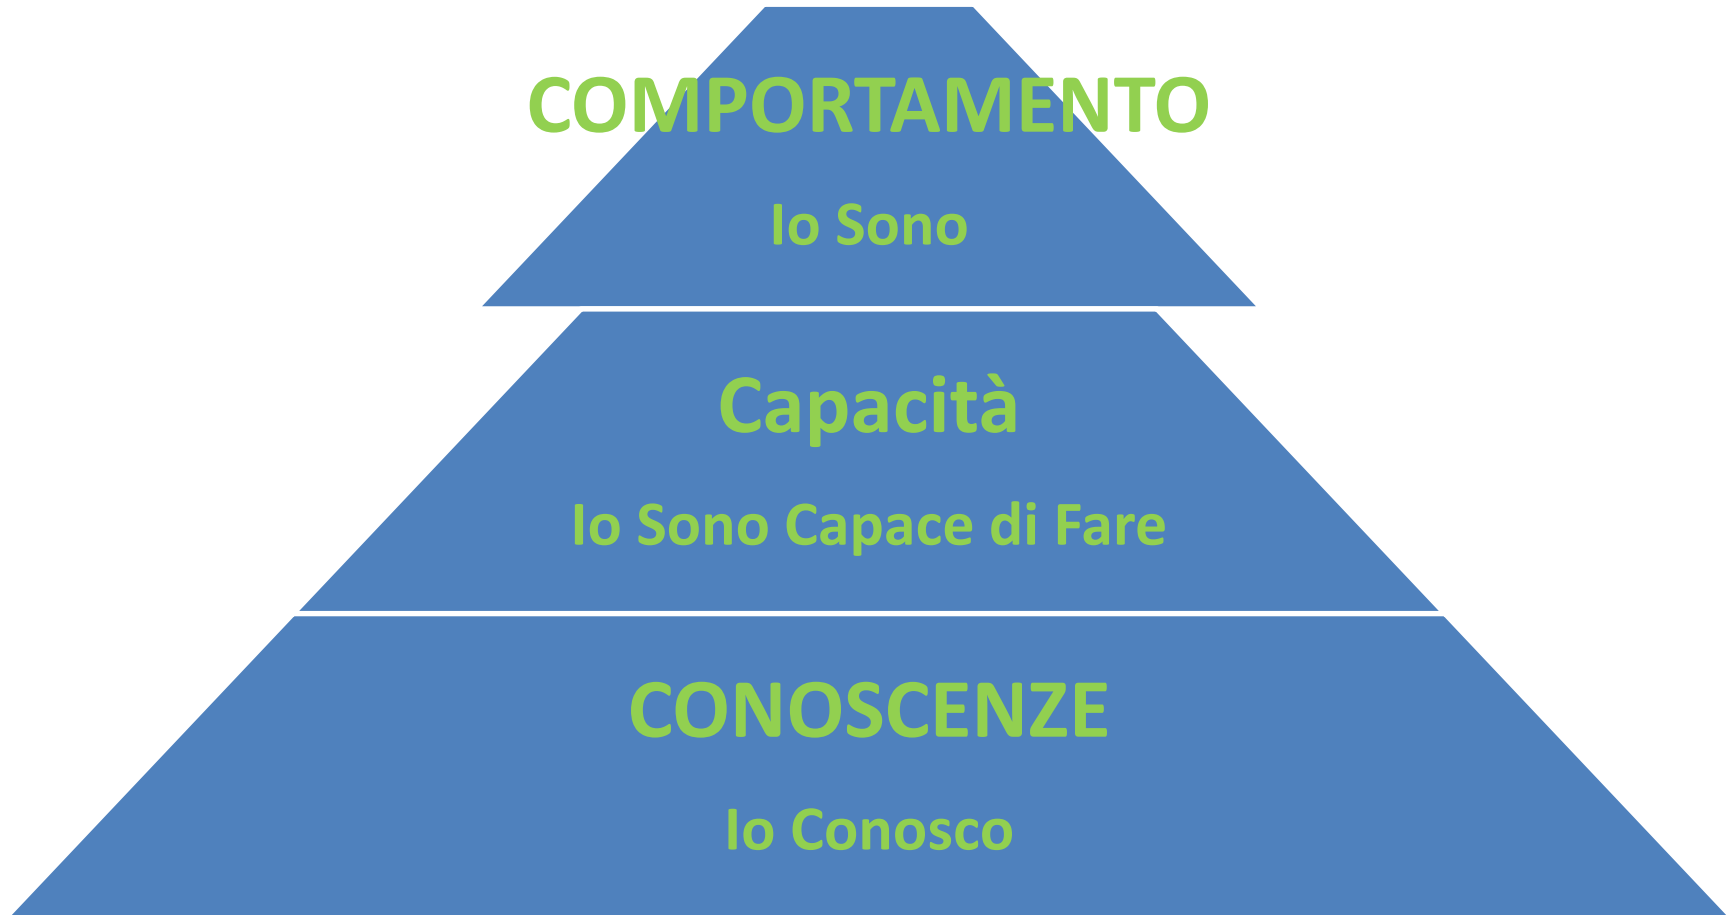 COMPORTAMENTO
Io Sono
Capacità
Io Sono Capace di Fare
CONOSCENZE
Io Conosco